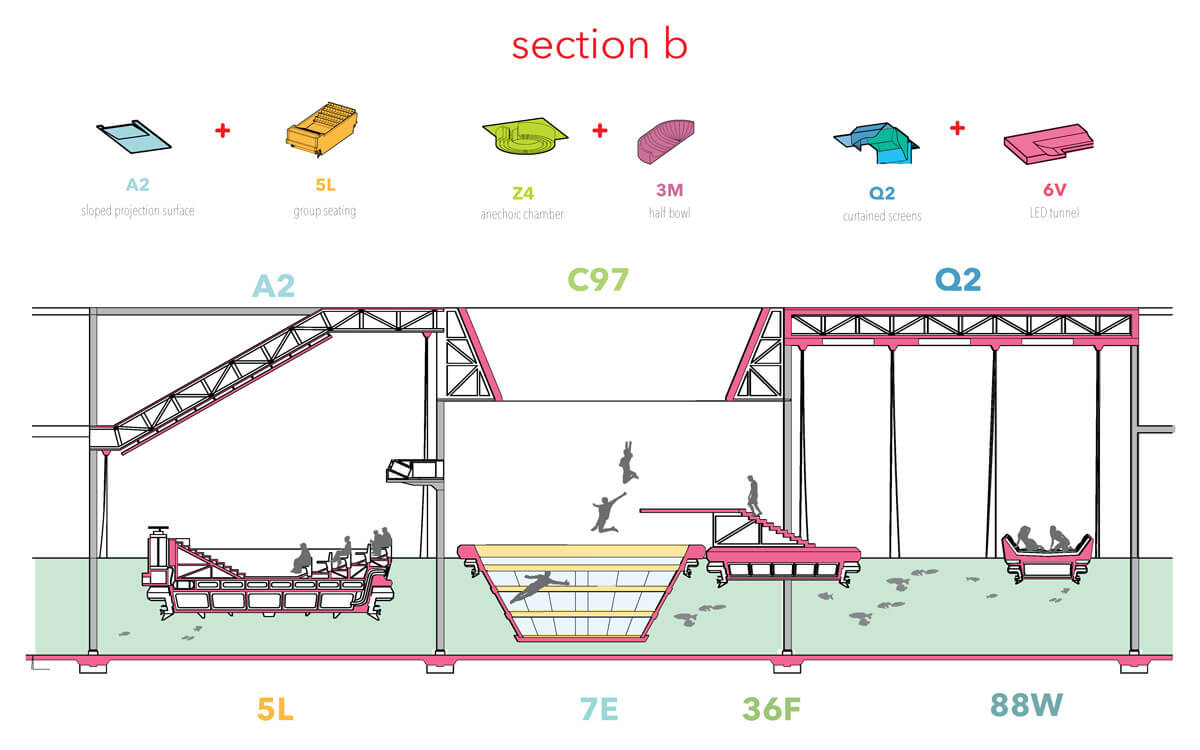 section b
+
+
+
A2
5L
Z4
3M
Q2
6V
sloped projection surface
group seating
anechoic chamber
half bowl
curtained screens
LED tunnel
A2
C97
Q2
5L
7E
36F
88W